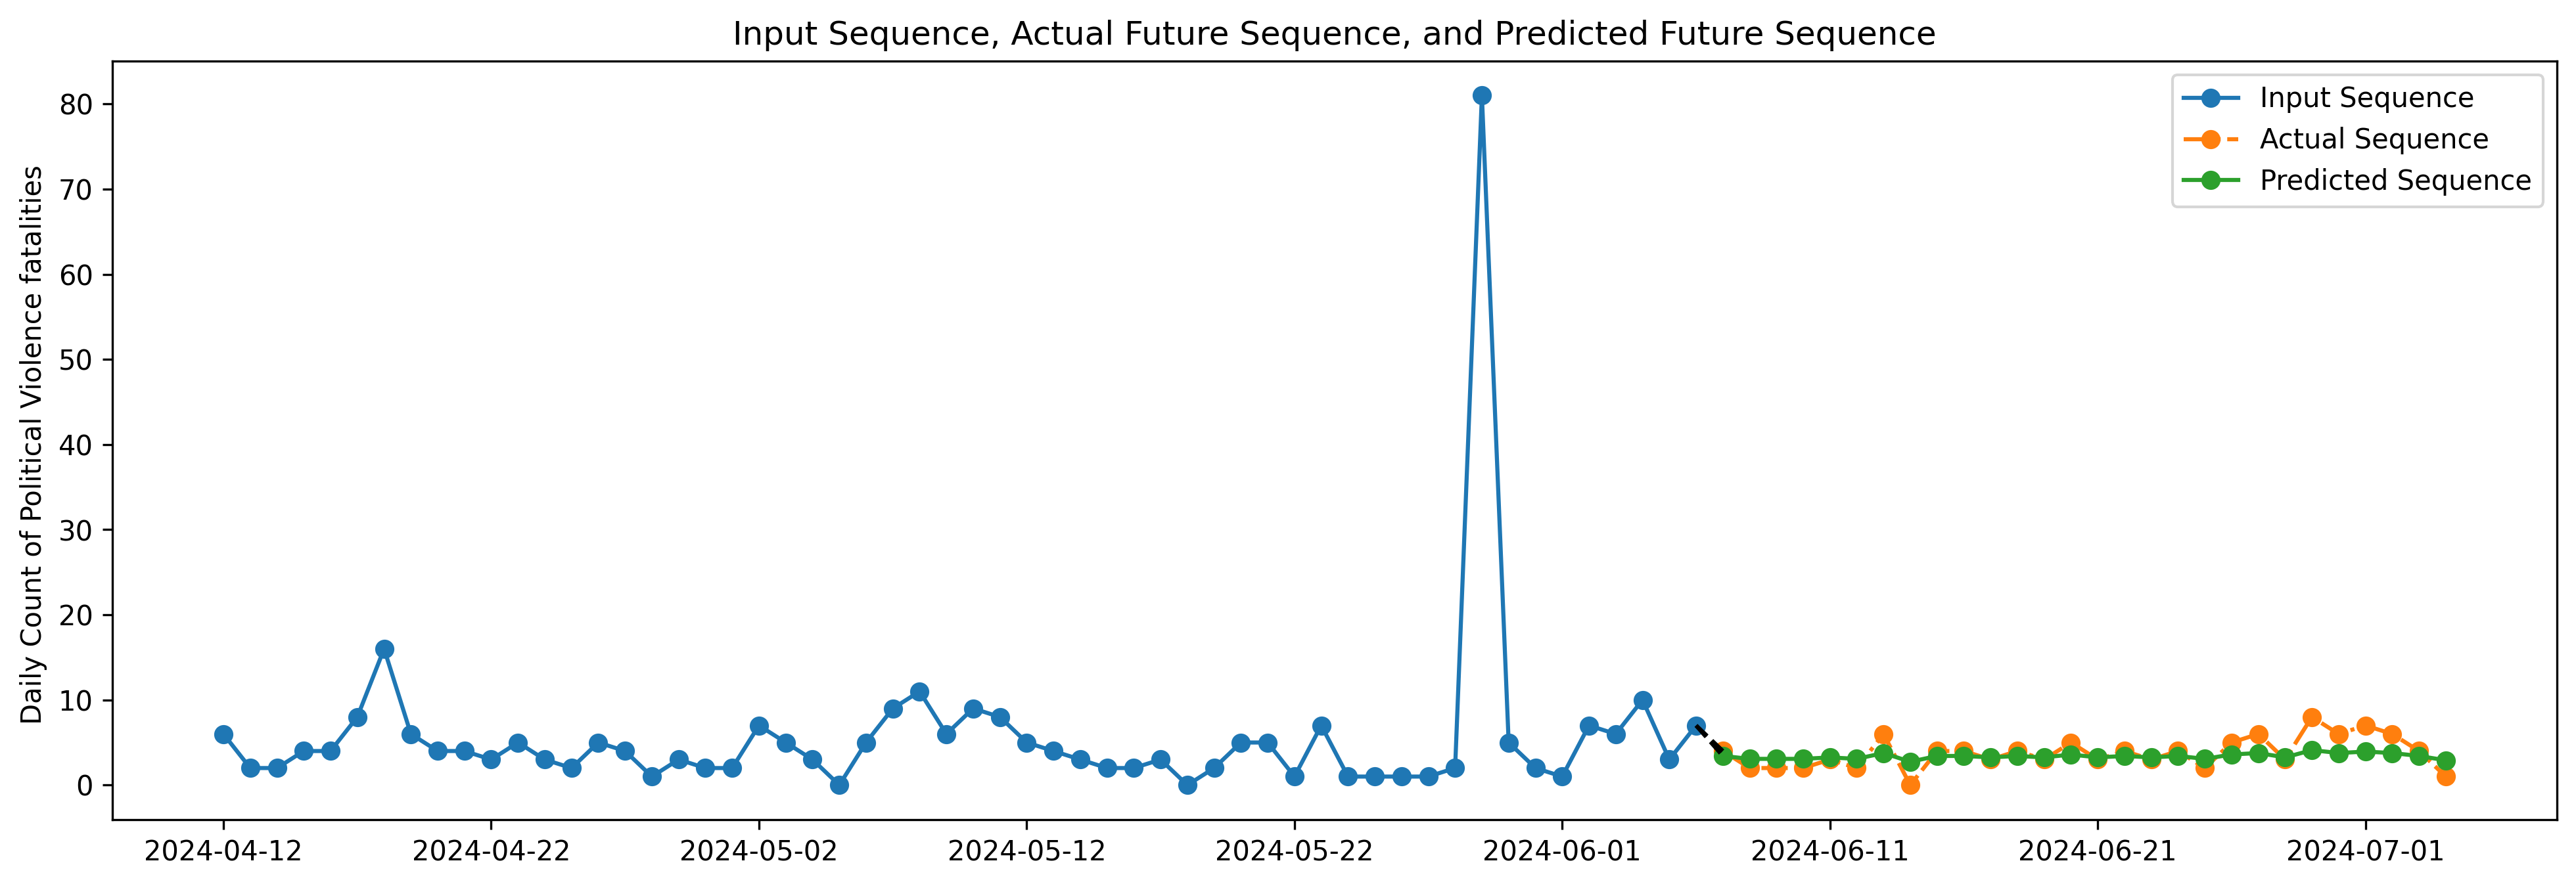 Input Sequence, Actual Future Sequence, and Predicted Future Sequence
Daily Count of Political Violence fatalities
80
70
60
50
40
30
20
10
0
Input Sequence
Actual Sequence
Predicted Sequence
2024-04-12 2024-04-22 2024-05-02 2024-05-12 2024-05-22 2024-06-01 2024-06-11 2024-06-21 2024-07-01